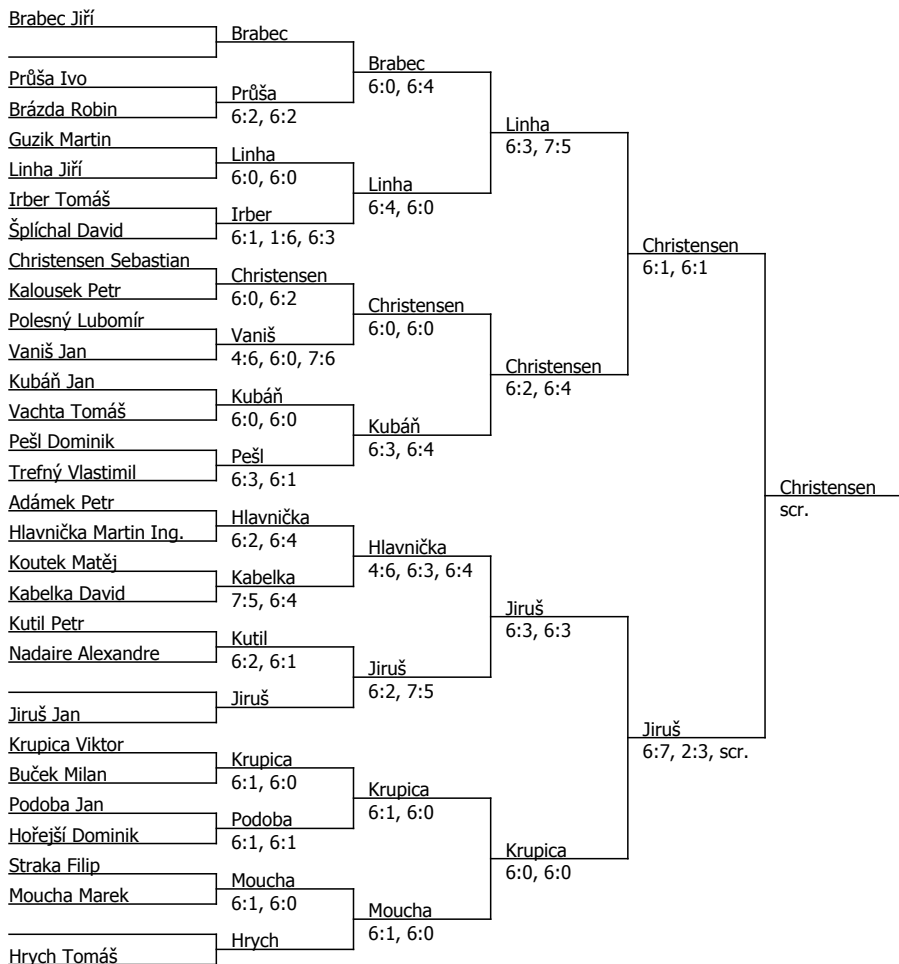 Brabec Jiří
Průša Ivo
Brázda Robin
Guzik Martin
Linha Jiří
Irber Tomáš
Šplíchal David
Christensen Sebastian
Kalousek Petr
Polesný Lubomír
Vaniš Jan
Kubáň Jan
Vachta Tomáš
Pešl Dominik
Trefný Vlastimil
Adámek Petr
Hlavnička Martin Ing.
Koutek Matěj
Kabelka David
Kutil Petr
Nadaire Alexandre
Jiruš Jan
Krupica Viktor
Buček Milan
Podoba Jan
Hořejší Dominik
Straka Filip
Moucha Marek
Hrych Tomáš
Brabec
Průša
6:2, 6:2
Linha
6:0, 6:0
Irber
6:1, 1:6, 6:3
Christensen
6:0, 6:2
Vaniš
4:6, 6:0, 7:6
Kubáň
6:0, 6:0
Pešl
6:3, 6:1
Hlavnička
6:2, 6:4
Kabelka
7:5, 6:4
Kutil
6:2, 6:1
Jiruš
Krupica
6:1, 6:0
Podoba
6:1, 6:1
Moucha
6:1, 6:0
Hrych
Brabec
6:0, 6:4
Linha
6:4, 6:0
Christensen
6:0, 6:0
Kubáň
6:3, 6:4
Hlavnička
4:6, 6:3, 6:4
Jiruš
6:2, 7:5
Krupica
6:1, 6:0
Moucha
6:1, 6:0
Linha
6:3, 7:5
Christensen
6:2, 6:4
Jiruš
6:3, 6:3
Krupica
6:0, 6:0
Christensen
6:1, 6:1
Jiruš
6:7, 2:3, scr.
Christensen
scr.